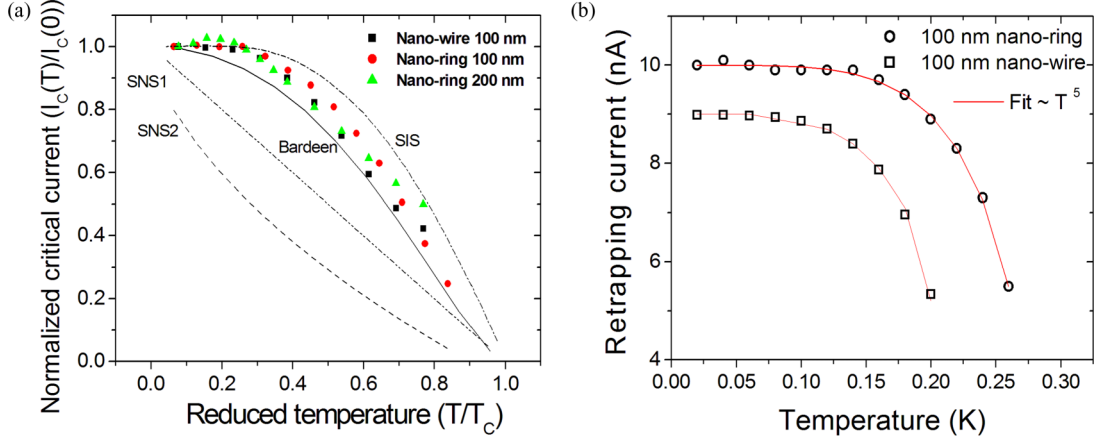 (a)
Normalized critical current (I_C(T)/I_C(0))
1.0
0.8
0.6
0.4
0.2
0.0
SNS1
SNS2
Bardeen
SIS
Nano-wire 100 nm
Nano-ring 100 nm
Nano-ring 200 nm
0.0 0.2 0.4 0.6 0.8 1.0
Reduced temperature (T/T_C)
(b)
Retrapping current (nA)
10
8
6
4
100 nm nano-ring
100 nm nano-wire
Fit ~ T^5
0.00 0.05 0.10 0.15 0.20 0.25 0.30
Temperature (K)